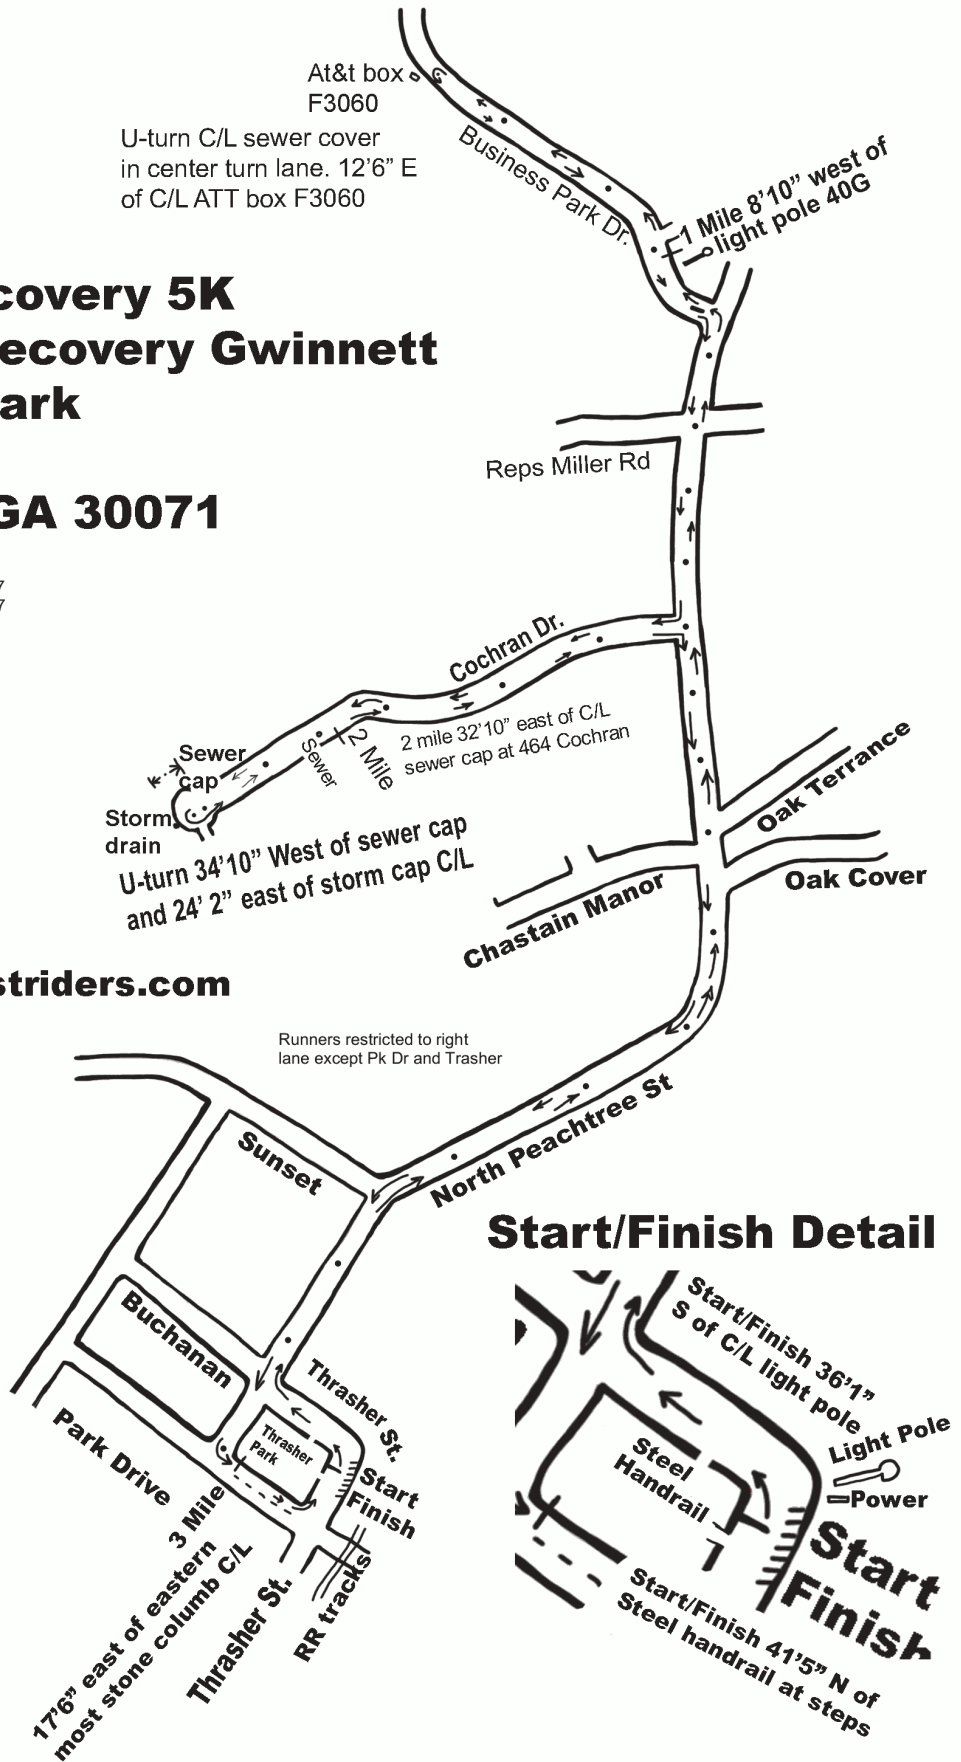 At&t box
F3060
U-turn C/L sewer cover
in center turn lane. 12'6" E
of C/L ATT box F3060
Business Park Dr.
1 Mile 8'10" west of
light pole 40G
covery 5K
ecovery Gwinnett
ark
Reps Miller Rd
GA 30071
7
7
Cochran Dr.
2 mile 32'10" east of C/L
sewer cap at 464 Cochran
2 Mile
Sewer
Sewer
cap
Storm
drain
U-turn 34'10" West of sewer cap
and 24' 2" east of storm cap C/L
Oak Terrance
Oak Cover
Chastain Manor
striders.com
Runners restricted to right
lane except Pk Dr and Trasher
North Peachtree St
Sunset
Buchanan
Thrasher St.
Thrasher
Park
Park Drive
Start
Finish
3 Mile
17'6" east of eastern
most stone columb C/L
Thrasher St.
RR tracks
Start/Finish Detail
Start/Finish 36'1"
S of C/L light pole
Light Pole
Power
Steel
Handrail
Start
Finish
Start/Finish 41'5" N of
Steel handrail at steps